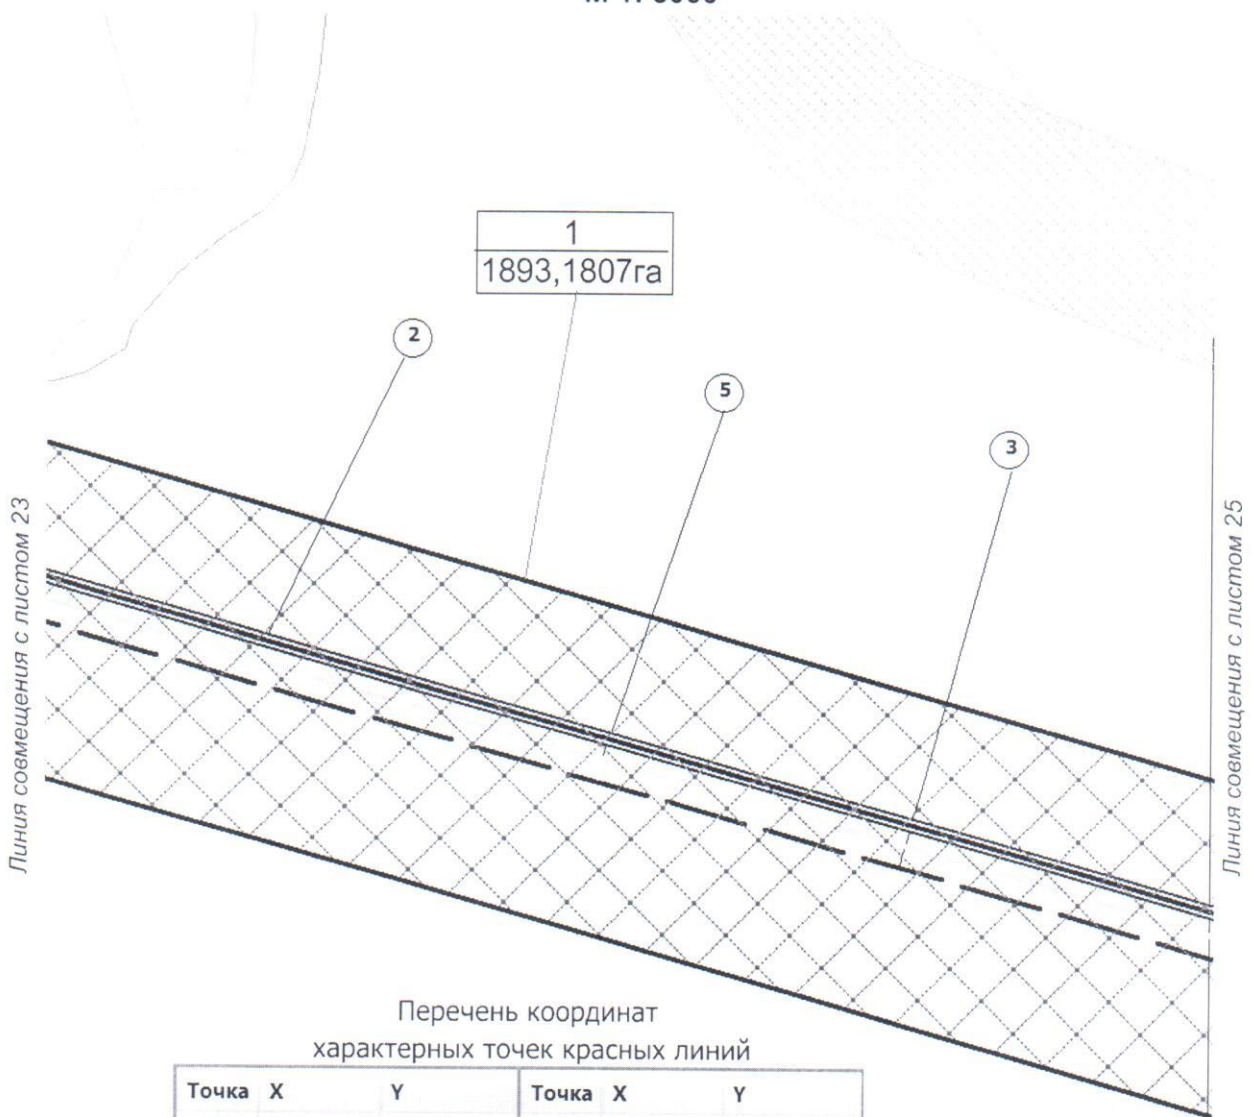 1
1893,1807га
2
5
3
Линия совмещения с листом 23
Линия совмещения с листом 25
Перечень координат
характерных точек красных линий
Точка X Y Точка X Y